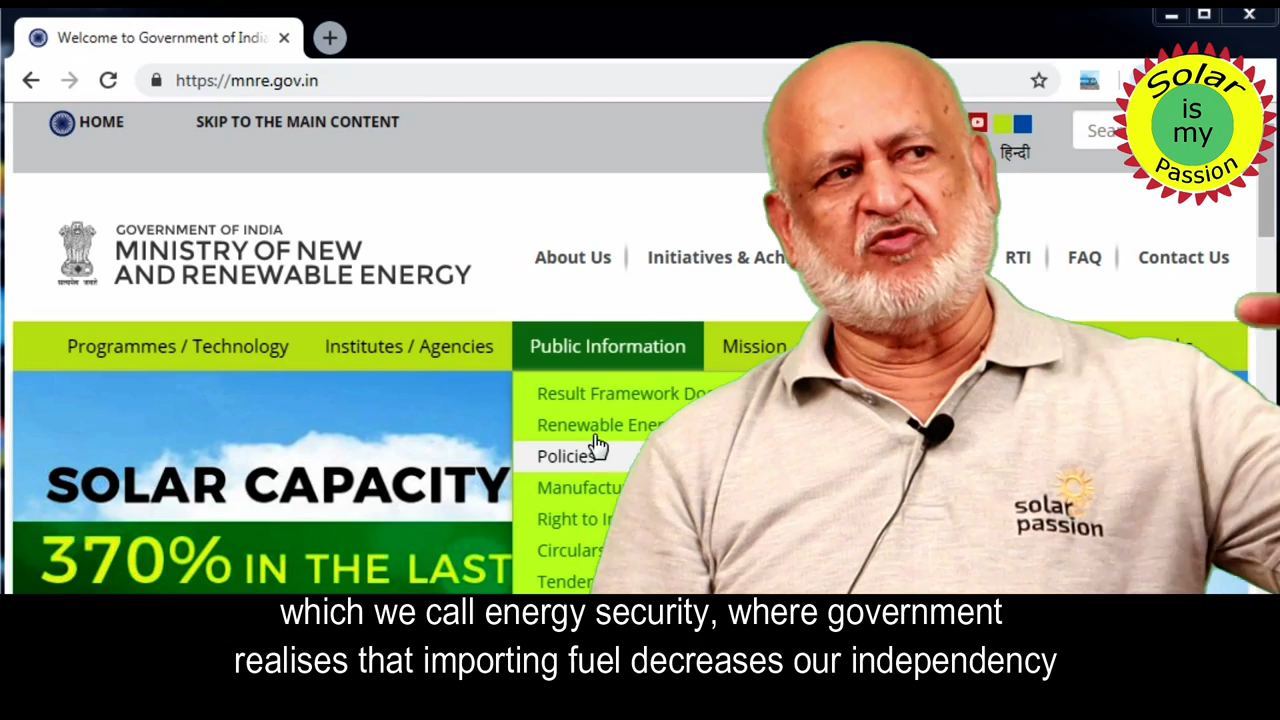 Welcome to Government of Indi
https://mnre.gov.in
HOME
SKIP TO THE MAIN CONTENT
हिन्दी
Sea
Solar
is
my
Passion
GOVERNMENT OF INDIA
MINISTRY OF NEW
AND RENEWABLE ENERGY
सत्यमेव जयते
About Us
Initiatives & Ach
RTI
FAQ
Contact Us
Programmes / Technology
Institutes / Agencies
Public Information
Mission
Result Framework Do
Renewable Ener
Policies
Manufactu
Right to I
Circulars
Tender
SOLAR CAPACITY
370% IN THE LAST
solar
passion
which we call energy security, where government
realises that importing fuel decreases our independency